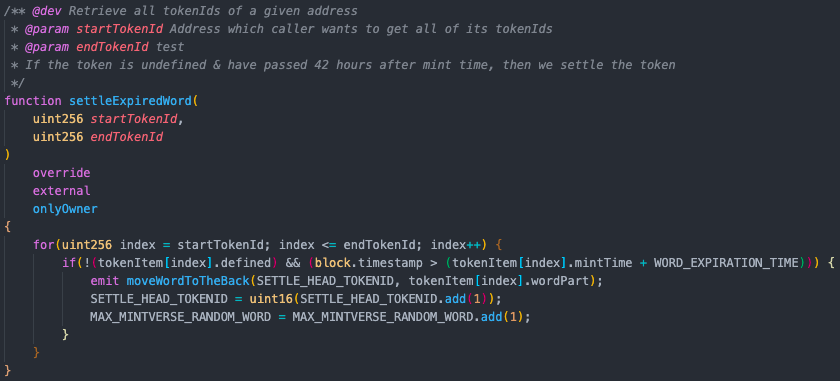 /** @dev Retrieve all tokenIds of a given address
 * @param startTokenId Address which caller wants to get all of its tokenIds
 * @param endTokenId test
 * If the token is undefined & have passed 42 hours after mint time, then we settle the token
 */
function settleExpiredWord(
    uint256 startTokenId,
    uint256 endTokenId
)
    override
    external
    onlyOwner
{
    for(uint256 index = startTokenId; index <= endTokenId; index++) {
        if(!(tokenItem[index].defined) && (block.timestamp > (tokenItem[index].mintTime + WORD_EXPIRATION_TIME))) {
            emit moveWordToTheBack(SETTLE_HEAD_TOKENID, tokenItem[index].wordPart);
            SETTLE_HEAD_TOKENID = uint16(SETTLE_HEAD_TOKENID.add(1));
            MAX_MINTVERSE_RANDOM_WORD = MAX_MINTVERSE_RANDOM_WORD.add(1);
        }
    }
}